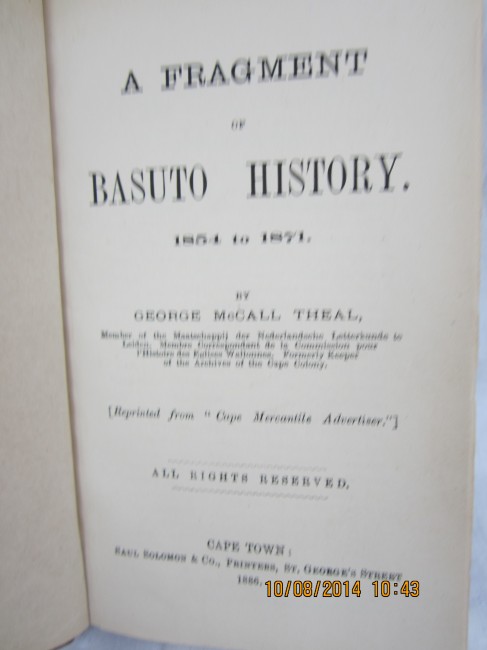 A FRAGMENT
OF
BASUTO HISTORY.
1854 to 1871.
BY
GEORGE McCALL THEAL,
Member of the Maatschappij der Nederlandsche Letterkunde te
Leiden, Membre Correspondant de la Commission pour
l'Histoire des Eglises Wallonnes, Formerly Keeper
of the Archives of the Cape Colony.
[Reprinted from "Cape Mercantile Advertiser."]
ALL RIGHTS RESERVED.
CAPE TOWN:
SAUL SOLOMON & Co., PRINTERS, ST. GEORGE'S STREET
1886.
10/08/2014 10:43